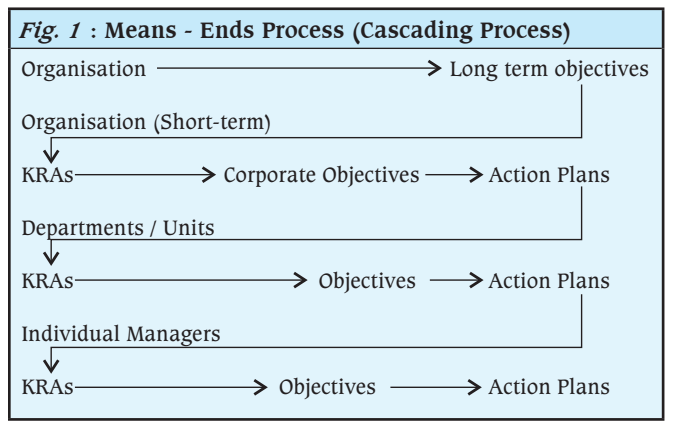 Fig. 1 : Means - Ends Process (Cascading Process)
Organisation Long term objectives
Organisation (Short-term)
KRAs Corporate Objectives Action Plans
Departments / Units
KRAs Objectives Action Plans
Individual Managers
KRAs Objectives Action Plans